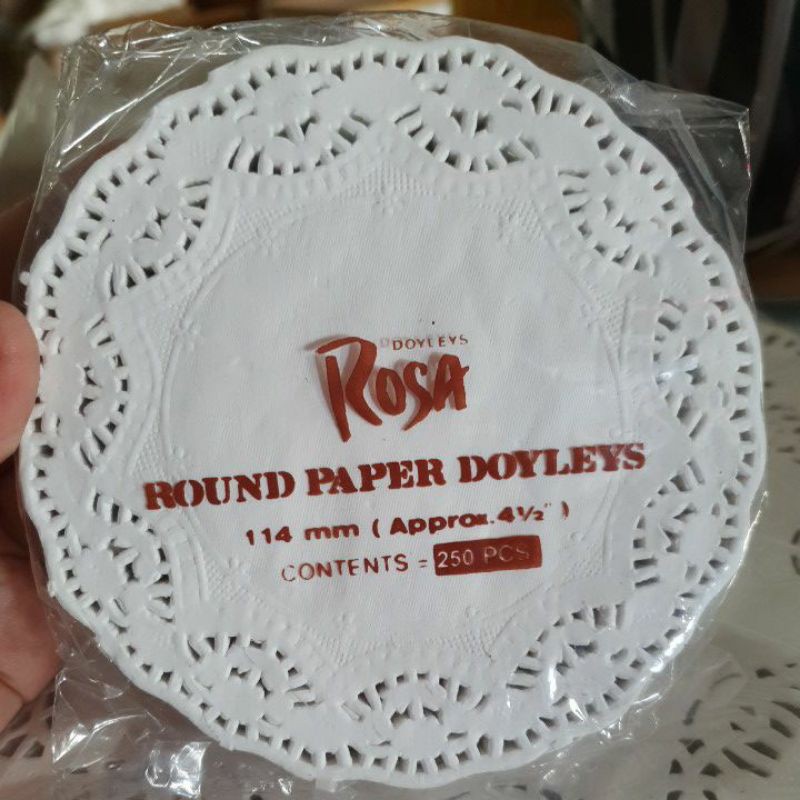 DOYLEYS
ROSA
ROUND PAPER DOYLEYS
114 mm (Approx. 4½")
CONTENTS = 250 PCS